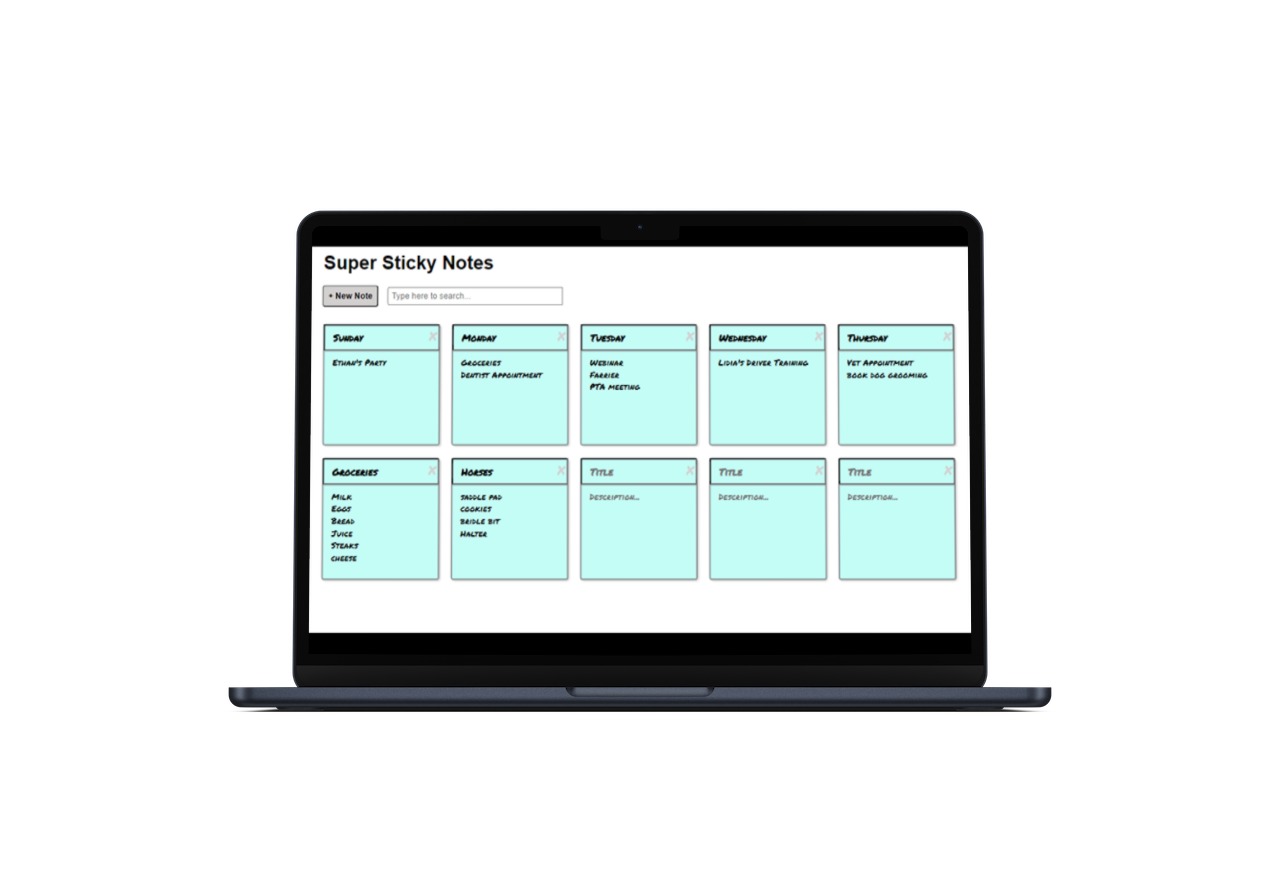 Super Sticky Notes
+ New Note
Type here to search...
Sunday X
Ethan's Party
Monday X
Groceries
Dentist Appointment
Tuesday X
Webinar
Farrier
PTA meeting
Wednesday X
Lidia's Driver Training
Thursday X
Vet Appointment
book dog grooming
Groceries X
Milk
Eggs
Bread
Juice
Steaks
cheese
Horses X
saddle pad
cookies
bridle bit
Halter
Title X
Description...
Title X
Description...
Title X
Description...